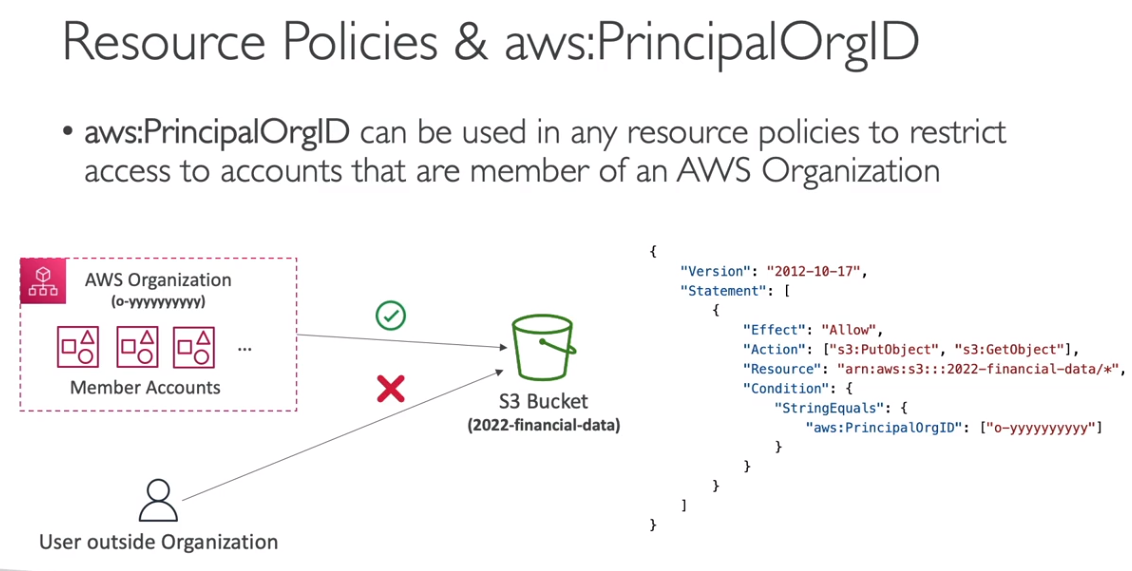 Resource Policies & aws:PrincipalOrgID
• aws:PrincipalOrgID can be used in any resource policies to restrict
access to accounts that are member of an AWS Organization
AWS Organization
(o-yyyyyyyyyy)
...
Member Accounts
S3 Bucket
(2022-financial-data)
User outside Organization
{
"Version": "2012-10-17",
"Statement": [
{
"Effect": "Allow",
"Action": ["s3:PutObject", "s3:GetObject"],
"Resource": "arn:aws:s3:::2022-financial-data/*",
"Condition": {
"StringEquals": {
"aws:PrincipalOrgID": ["o-yyyyyyyyyy"]
}
}
}
]
}